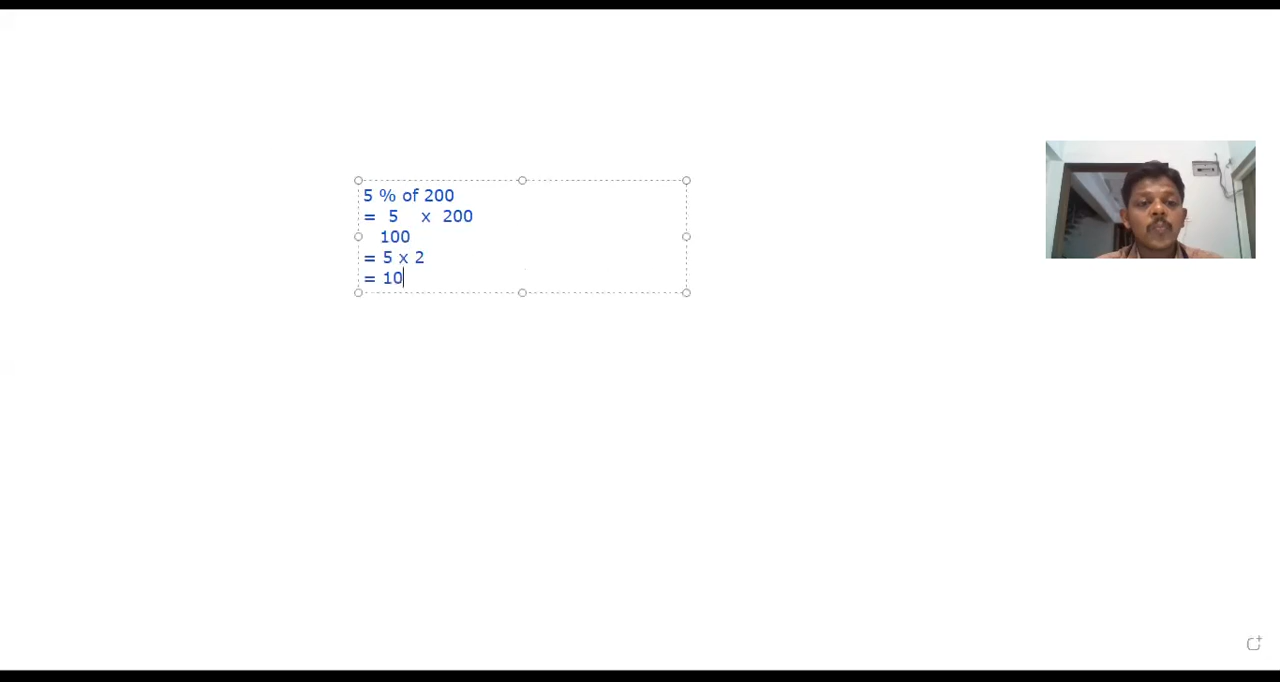 5 % of 200
= 5 x 200
100
= 5 x 2
= 10